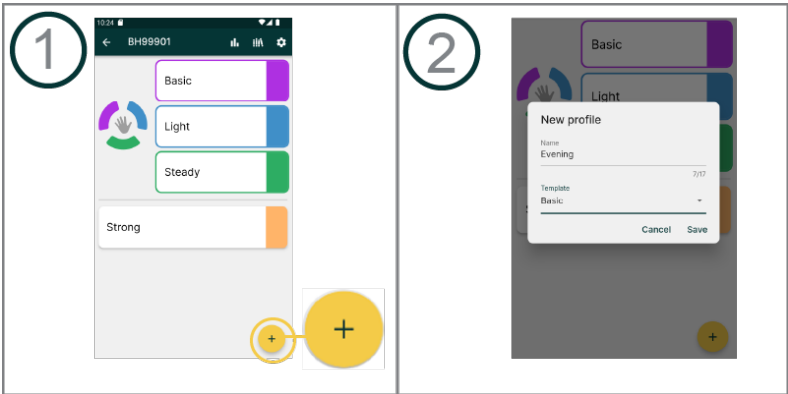 1
10:24
BH99901
Basic
Light
Steady
Strong
+
+
2
Basic
Light
New profile
Name
Evening
7/17
Template
Basic
Cancel
Save
+